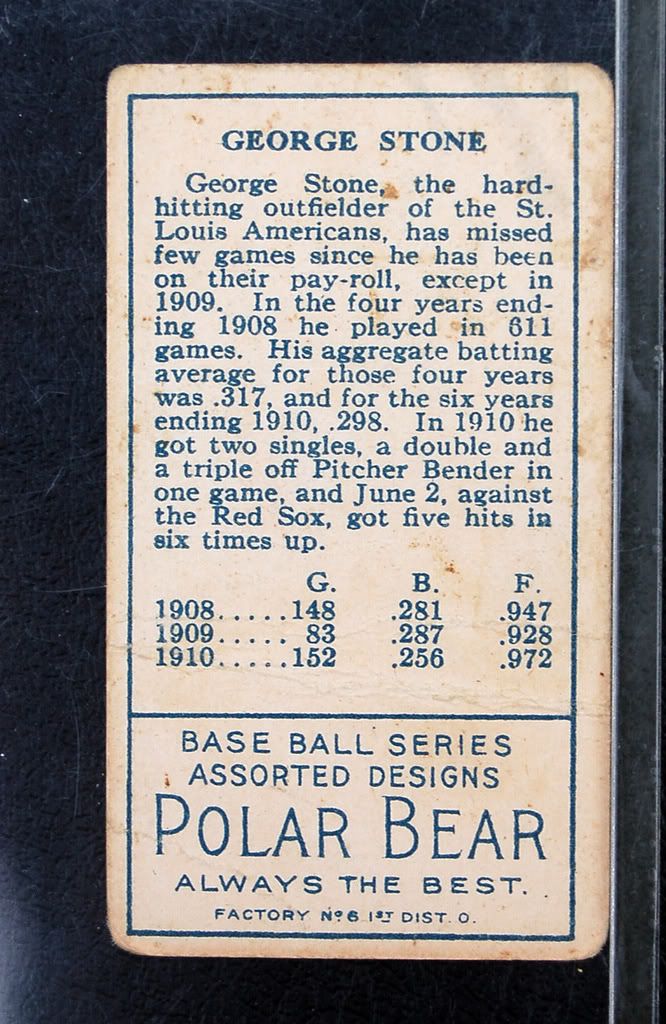 GEORGE STONE
George Stone, the hard-
hitting outfielder of the St.
Louis Americans, has missed
few games since he has been
on their pay-roll, except in
1909. In the four years end-
ing 1908 he played in 611
games. His aggregate batting
average for those four years
was .317, and for the six years
ending 1910, .298. In 1910 he
got two singles, a double and
a triple off Pitcher Bender in
one game, and June 2, against
the Red Sox, got five hits in
six times up.
G. B. F.
1908.....148 .281 .947
1909..... 83 .287 .928
1910.....152 .256 .972
BASE BALL SERIES
ASSORTED DESIGNS
POLAR BEAR
ALWAYS THE BEST.
FACTORY Nº 6 1ST DIST. O.